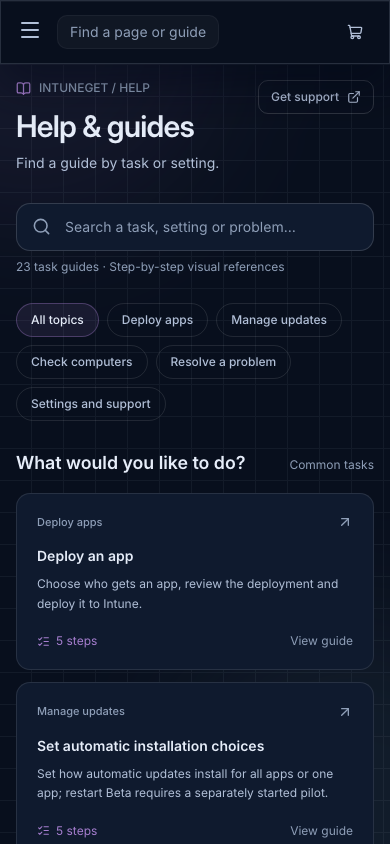 Find a page or guide
INTUNEGET / HELP
Get support
Help & guides
Find a guide by task or setting.
Search a task, setting or problem...
23 task guides · Step-by-step visual references
All topics
Deploy apps
Manage updates
Check computers
Resolve a problem
Settings and support
What would you like to do?
Common tasks
Deploy apps
Deploy an app
Choose who gets an app, review the deployment and
deploy it to Intune.
5 steps
View guide
Manage updates
Set automatic installation choices
Set how automatic updates install for all apps or one
app; restart Beta requires a separately started pilot.
5 steps
View guide